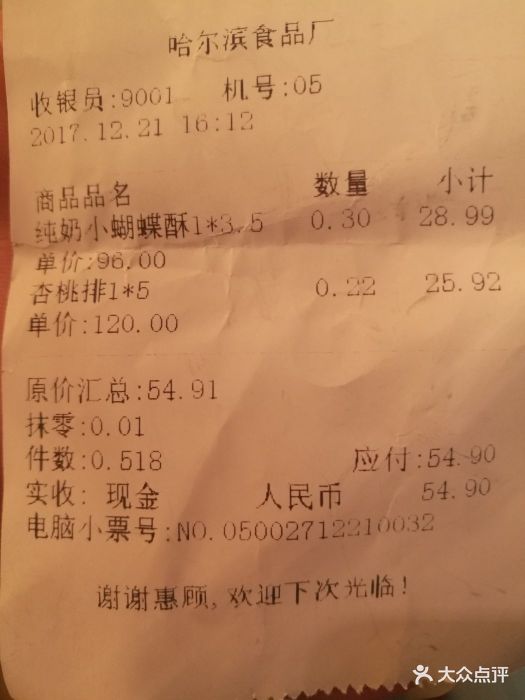 哈尔滨食品厂
收银员:9001 机号:05
2017.12.21 16:12
商品品名 数量 小计
纯奶小蝴蝶酥1*3.5 0.30 28.99
单价:96.00
杏桃排1*5 0.22 25.92
单价:120.00
原价汇总:54.91
抹零:0.01
件数:0.518 应付:54.90
实收: 现金 人民币 54.90
电脑小票号:NO.05002712210032
谢谢惠顾,欢迎下次光临!
大众点评